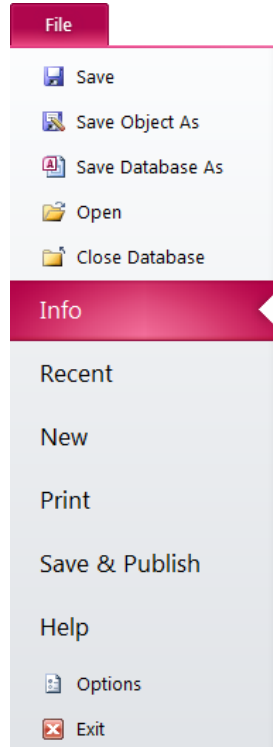 File
Save
Save Object As
Save Database As
Open
Close Database
Info
Recent
New
Print
Save & Publish
Help
Options
Exit